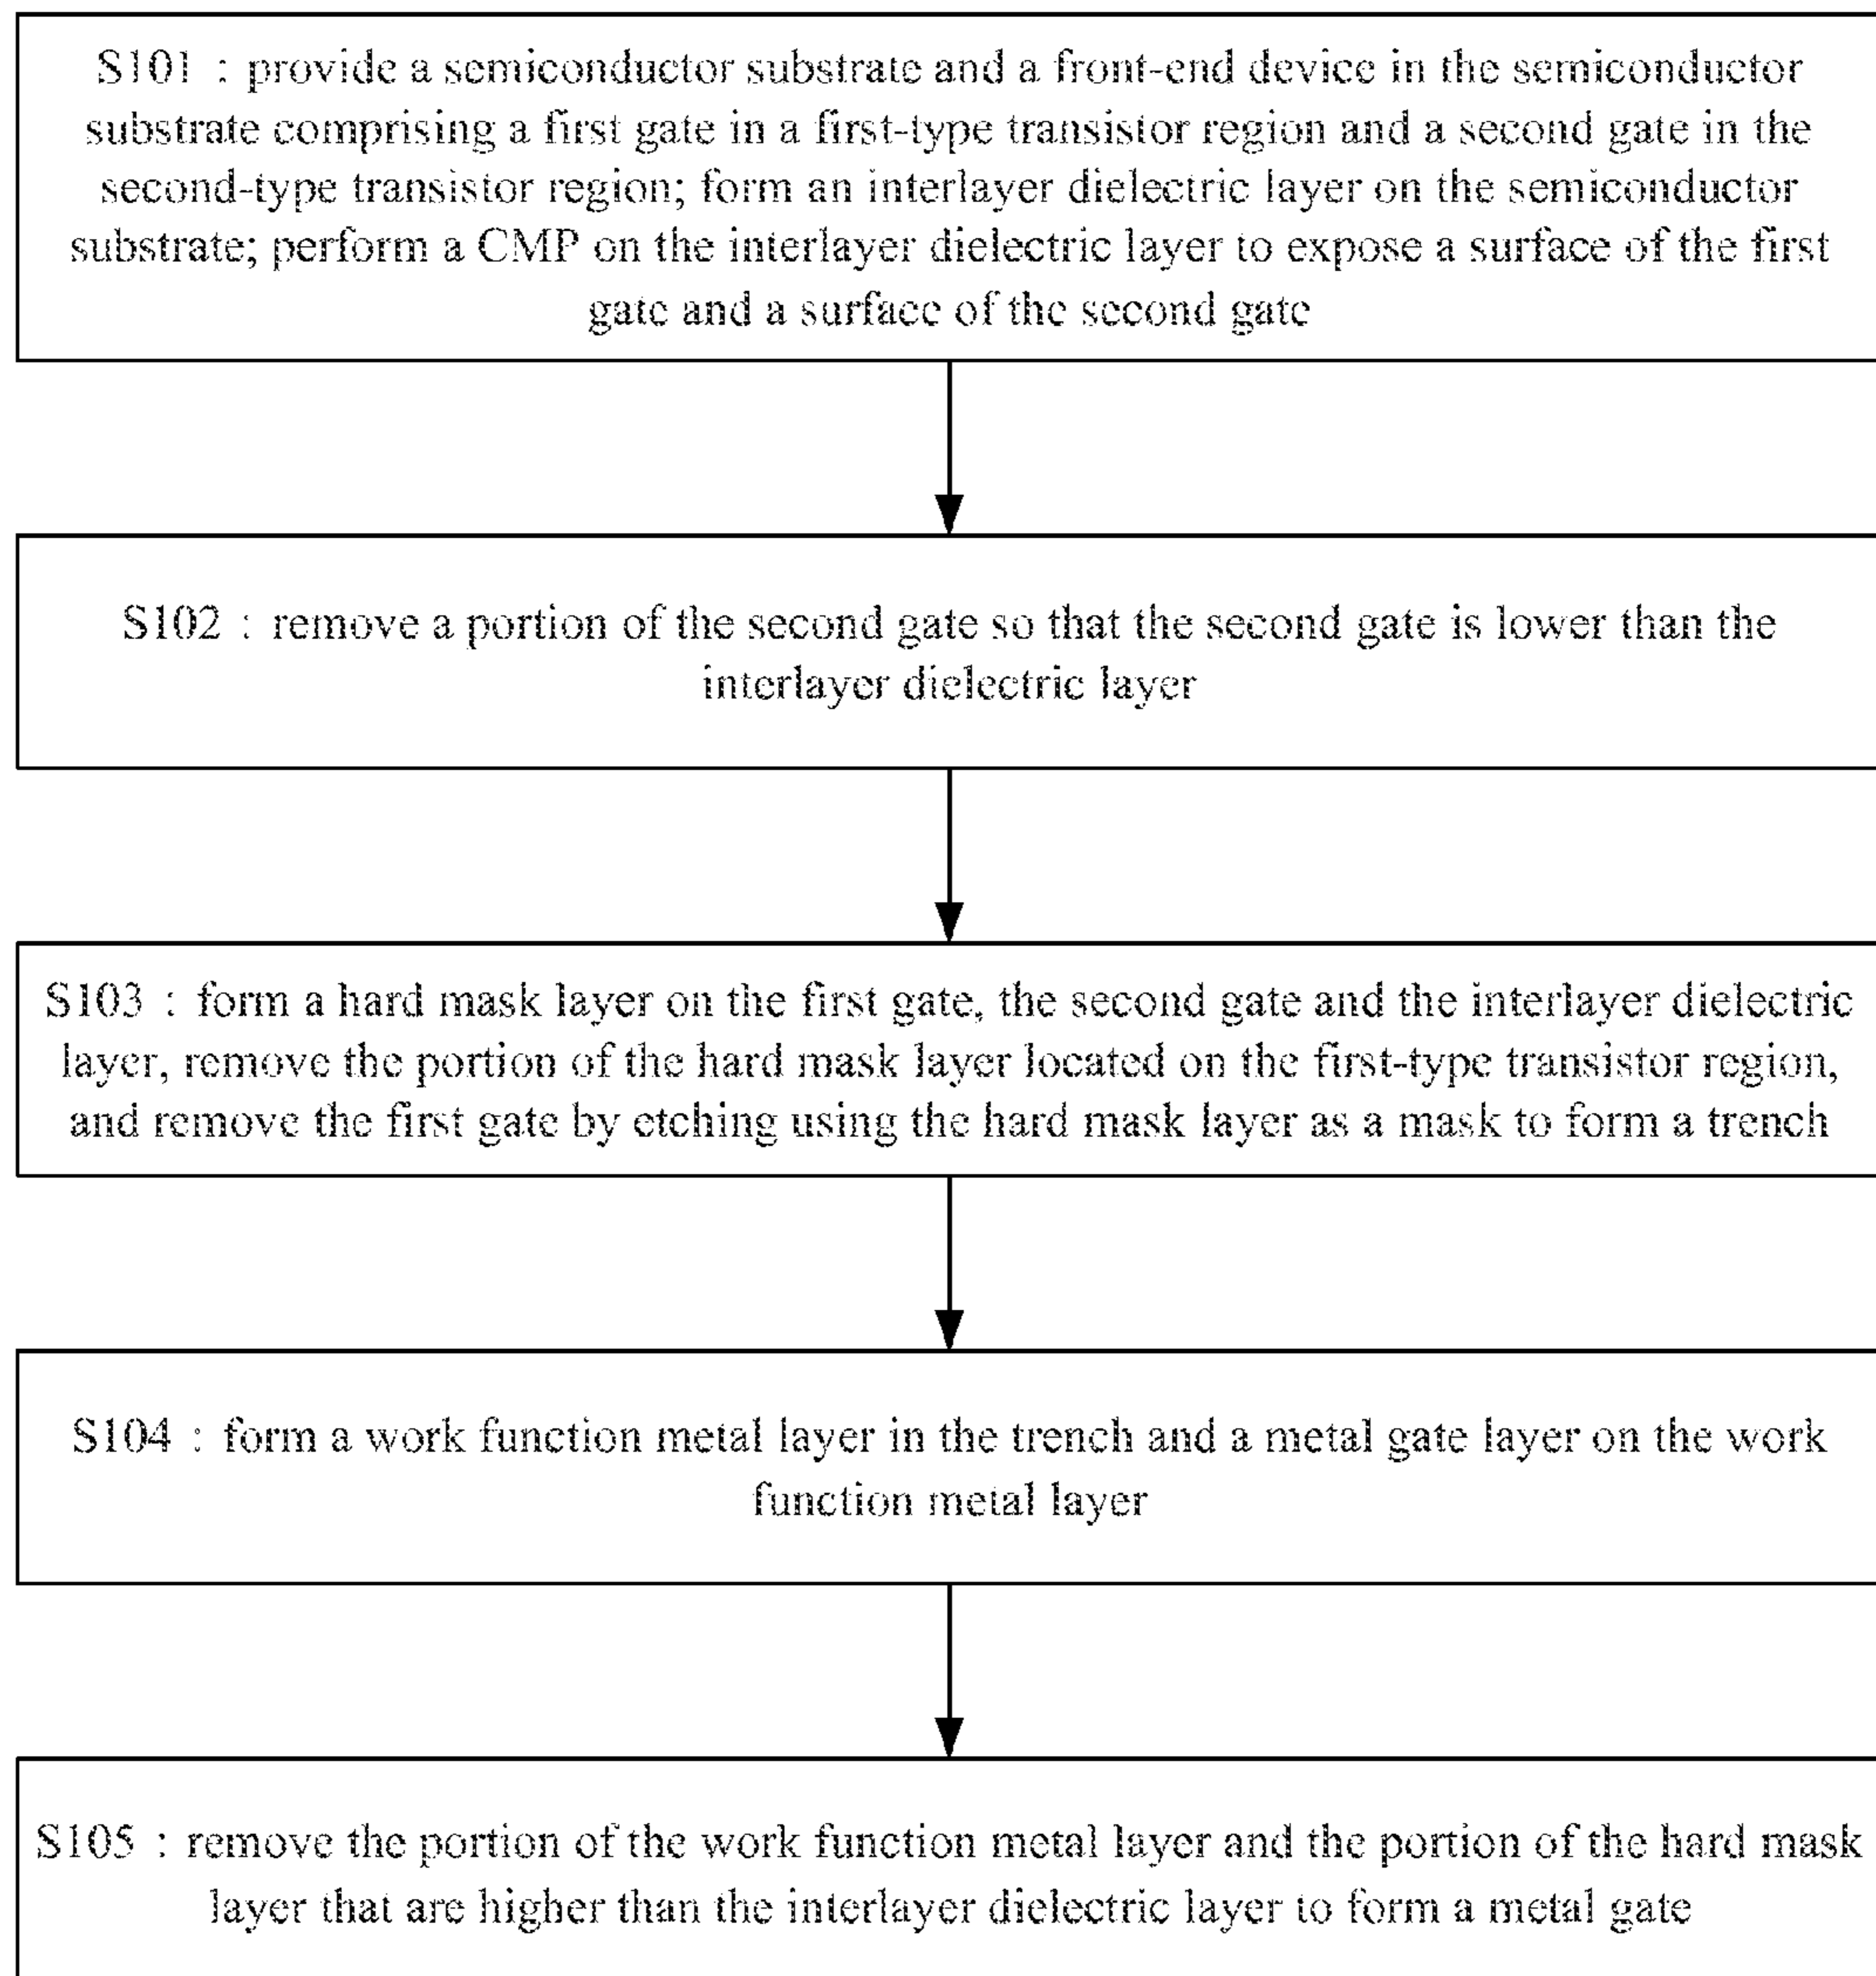 S101 : provide a semiconductor substrate and a front-end device in the semiconductor
substrate comprising a first gate in a first-type transistor region and a second gate in the
second-type transistor region; form an interlayer dielectric layer on the semiconductor
substrate; perform a CMP on the interlayer dielectric layer to expose a surface of the first
gate and a surface of the second gate
S102 : remove a portion of the second gate so that the second gate is lower than the
interlayer dielectric layer
S103 : form a hard mask layer on the first gate, the second gate and the interlayer dielectric
layer, remove the portion of the hard mask layer located on the first-type transistor region,
and remove the first gate by etching using the hard mask layer as a mask to form a trench
S104 : form a work function metal layer in the trench and a metal gate layer on the work
function metal layer
S105 : remove the portion of the work function metal layer and the portion of the hard mask
layer that are higher than the interlayer dielectric layer to form a metal gate